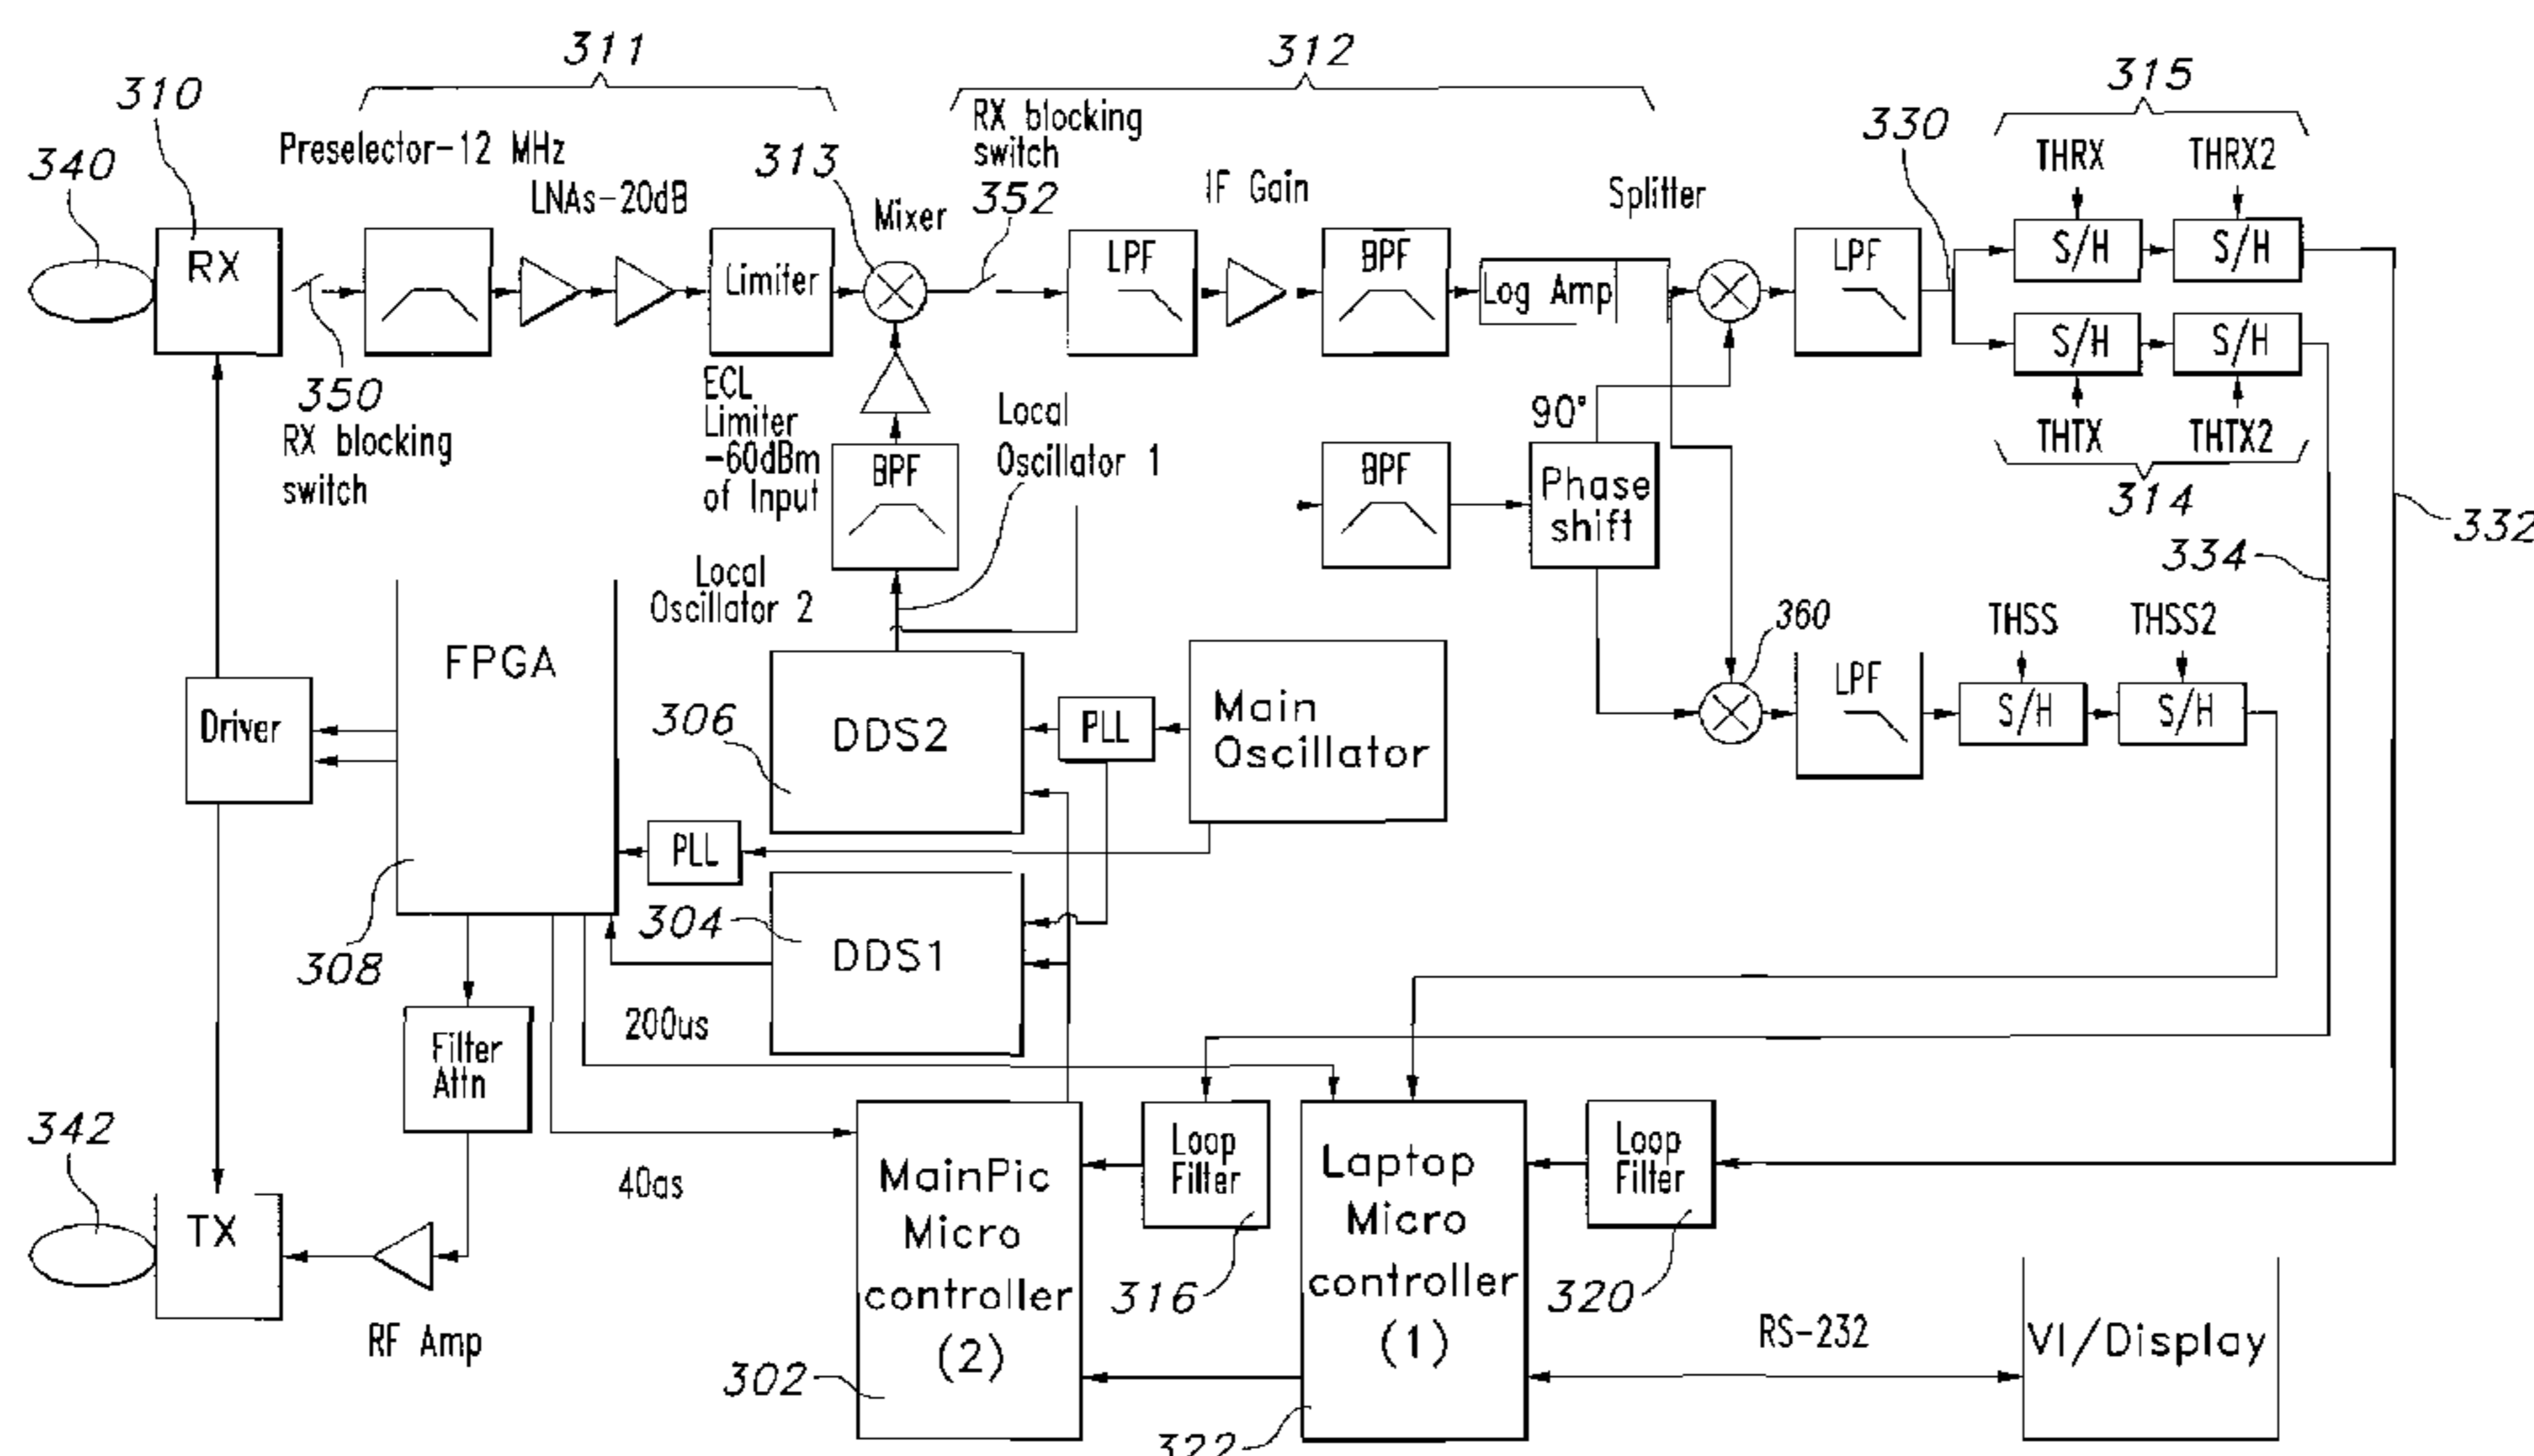 311
312
315
310
340
Preselector-12 MHz
LNAs-20dB
313
Mixer
RX blocking
switch
352
IF Gain
Splitter
330
THRX
THRX2
RX
Limiter
LPF
BPF
Log Amp
LPF
S/H
S/H
S/H
S/H
350
RX blocking
switch
ECL
Limiter
-60dBm
of Input
BPF
Local
Oscillator 1
90°
BPF
Phase
shift
THTX
THTX2
314
332
334
Local
Oscillator 2
FPGA
360
THSS
THSS2
Driver
306
DDS2
PLL
Main
Oscillator
LPF
S/H
S/H
PLL
308
304
DDS1
200us
Filter
Attn
342
TX
40as
RF Amp
MainPic
Micro
controller
(2)
302
Loop
Filter
316
Laptop
Micro
controller
(1)
322
Loop
Filter
320
RS-232
VI/Display